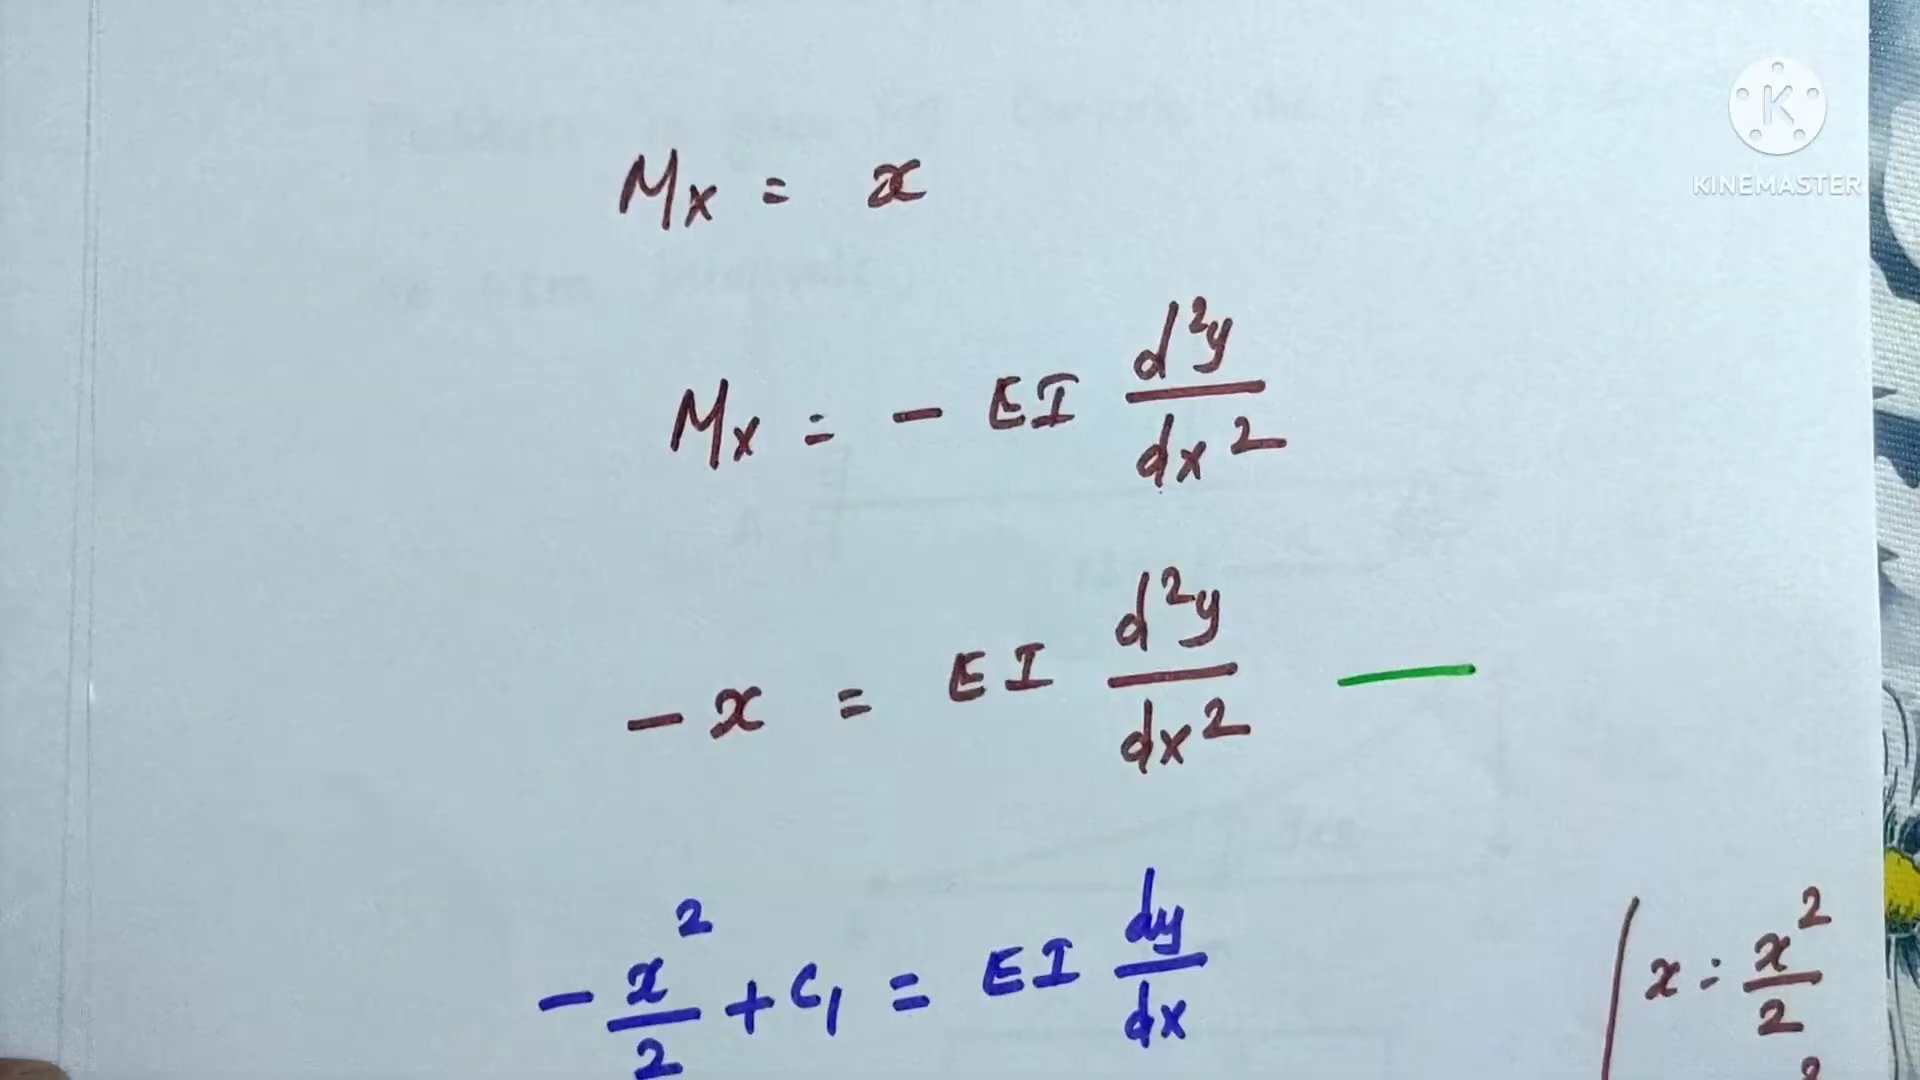 KINEMASTER
Mx = x
Mx = - EI d²y/dx²
- x = EI d²y/dx² —
- x²/2 + C₁ = EI dy/dx
x = x²/2